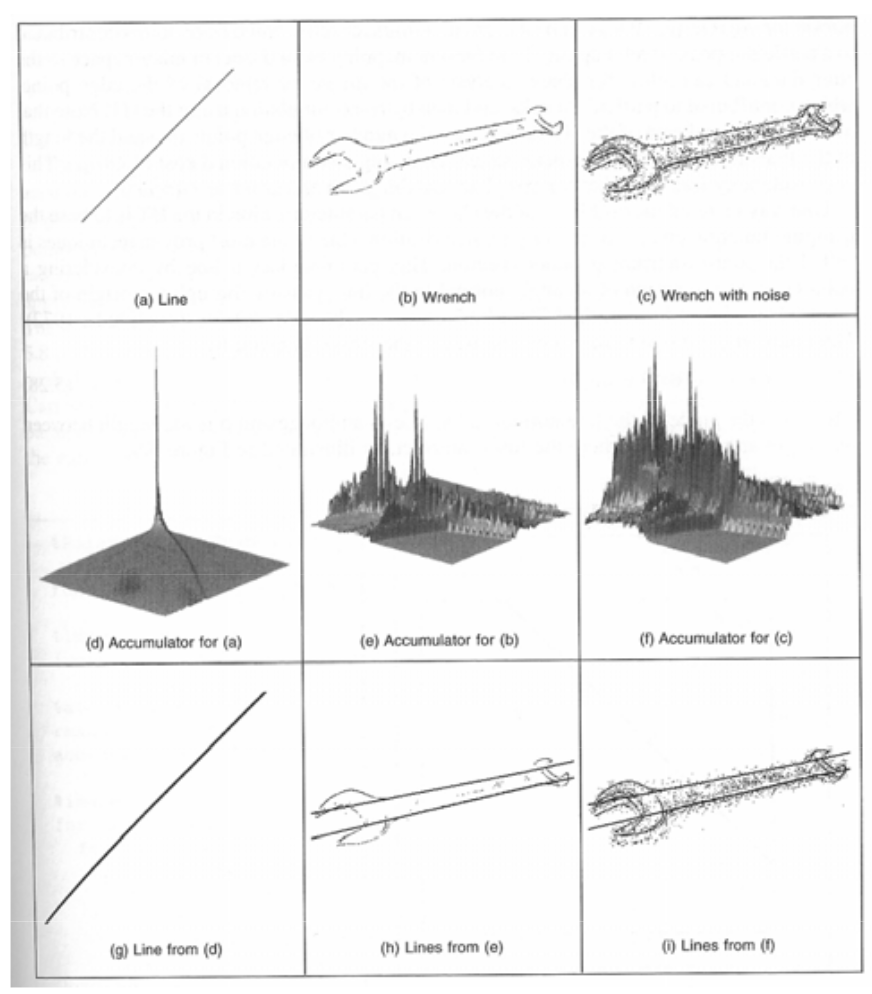 (a) Line
(b) Wrench
(c) Wrench with noise
(d) Accumulator for (a)
(e) Accumulator for (b)
(f) Accumulator for (c)
(g) Line from (d)
(h) Lines from (e)
(i) Lines from (f)